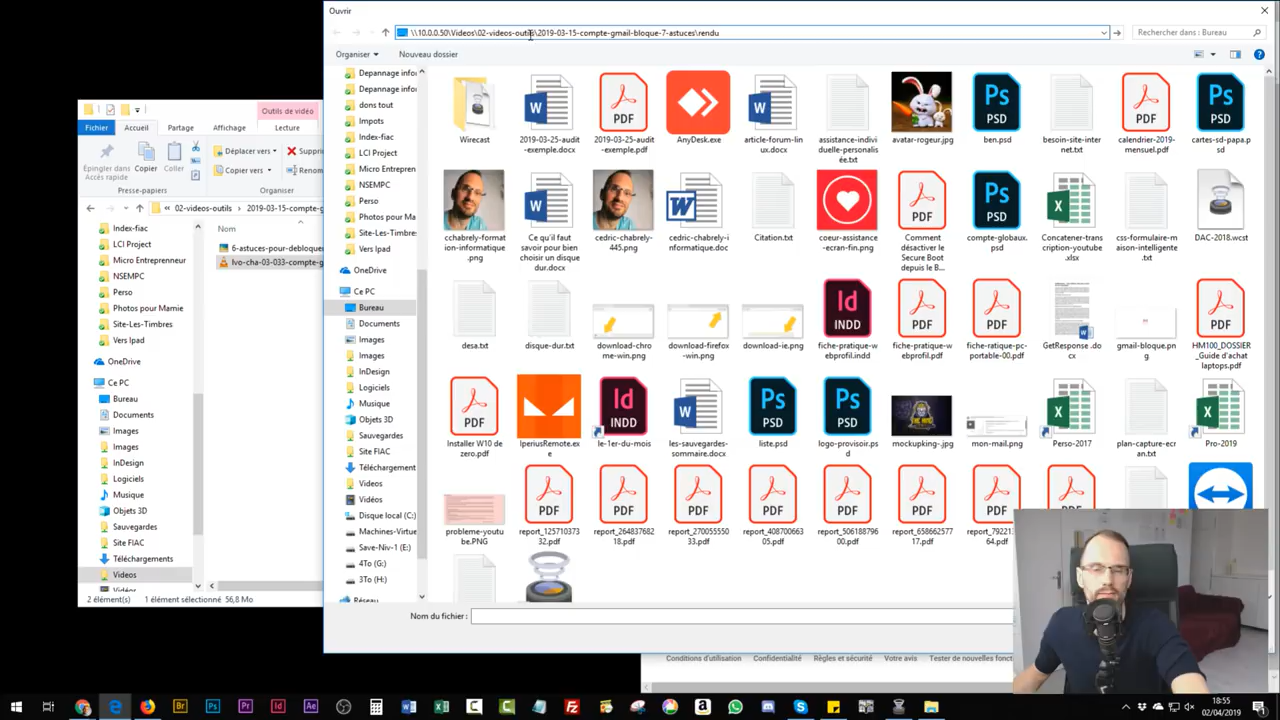 Ouvrir
\\10.0.0.50\Videos\02-videos-outils\2019-03-15-compte-gmail-bloque-7-astuces\rendu
Rechercher dans : Bureau
Organiser
Nouveau dossier
Outils de vidéo
Fichier
Accueil
Partage
Affichage
Lecture
Épingler à
Accès rapide
Copier
Coller
Déplacer vers
Copier vers
Supprir
Renom
Presse-papiers
Organiser
02-videos-outils
2019-03-15-compte-g
Nom
6-astuces-pour-debloque
lvo-cha-03-033-compte-g
Index-fiac
LCI Project
Micro Entrepreneur
NSEMPC
Perso
Photos pour Mamie
Site-Les-Timbres
Vers Ipad
OneDrive
Ce PC
Bureau
Documents
Images
Images
InDesign
Logiciels
Musique
Objets 3D
Sauvegardes
Site FIAC
Téléchargements
Videos
2 élément(s)
1 élément sélectionné 56,8 Mo
Depannage infor
Depannage infor
dons tout
Impots
Index-fiac
LCI Project
Micro Entrepren
NSEMPC
Perso
Photos pour Ma
Site-Les-Timbres
Vers Ipad
OneDrive
Ce PC
Bureau
Documents
Images
Images
InDesign
Logiciels
Musique
Objets 3D
Sauvegardes
Site FIAC
Téléchargement
Videos
Vidéos
Disque local (C:)
Machines-Virtue
Save-Niv-1 (E:)
4To (G:)
3To (H:)
Réseau
Wirecast
2019-03-25-audit
-exemple.docx
2019-03-25-audit
-exemple.pdf
AnyDesk.exe
article-forum-lin
ux.docx
assistance-indivi
duelle-personalis
ée.txt
avatar-rogeur.jpg
ben.psd
besoin-site-inter
net.txt
calendrier-2019-
mensuel.pdf
cartes-sd-papa.p
sd
cchabrely-format
ion-informatique
.png
Ce qu'il faut
savoir pour bien
choisir un disque
dur.docx
cedric-chabrely-
445.png
cedric-chabrely-i
nformatique.doc
Citation.txt
coeur-assistance
-ecran-fin.png
Comment
désactiver le
Secure Boot
depuis le B...
compte-globaux.
psd
Concatener-trans
cription-youtube
.xlsx
css-formulaire-m
aison-intelligente
.txt
DAC-2018.wcst
desa.txt
disque-dur.txt
download-chro
me-win.png
download-firefox
-win.png
download-ie.png
fiche-pratique-w
ebprofil.indd
fiche-pratique-w
ebprofil.pdf
fiche-ratique-pc-
portable-00.pdf
GetResponse .do
cx
gmail-bloque.pn
g
HM100_DOSSIER
_Guide d'achat
laptops.pdf
Installer W10 de
zero.pdf
IperiusRemote.ex
e
le-1er-du-mois
les-sauvegardes-
sommaire.docx
liste.psd
logo-provisoir.ps
d
mockupking-.jpg
mon-mail.png
Perso-2017
plan-capture-ecr
an.txt
Pro-2019
probleme-youtu
be.PNG
report_125710373
32.pdf
report_264837682
18.pdf
report_270055550
33.pdf
report_408700663
05.pdf
report_506188796
00.pdf
report_658662577
17.pdf
report_792213
64.pdf
Nom du fichier :
Conditions d'utilisation
Confidentialité
Règles et sécurité
Votre avis
Tester de nouvelles fonction
18:55
02/04/2019